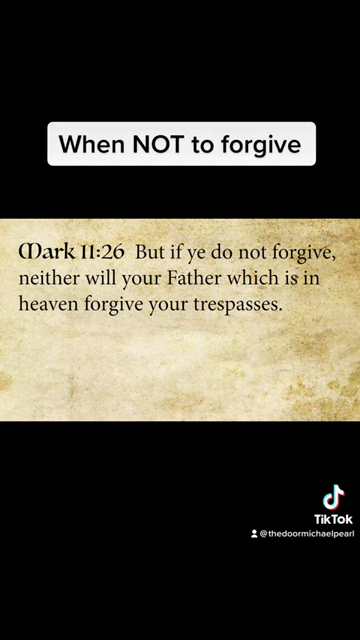 When NOT to forgive
Mark 11:26 But if ye do not forgive,
neither will your Father which is in
heaven forgive your trespasses.
TikTok
@thedoormichaelpearl